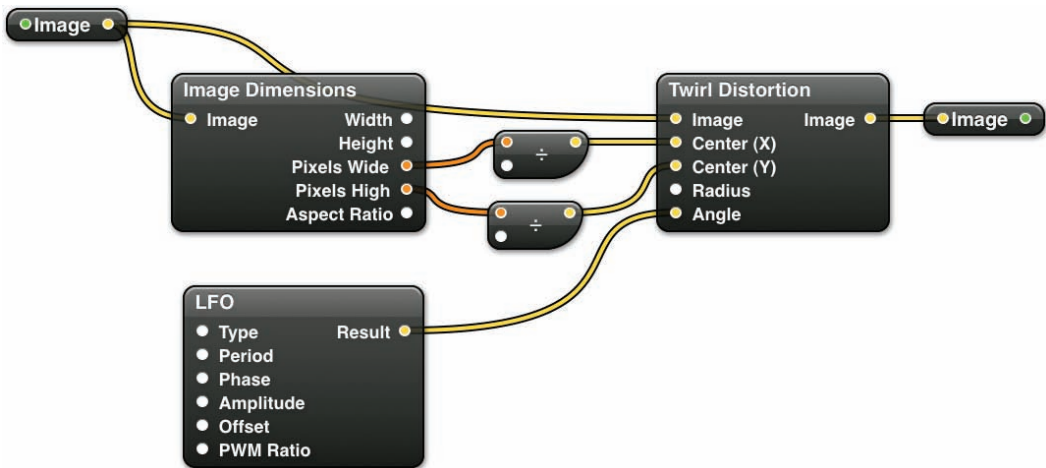 Image
Image Dimensions
Image
Width
Height
Pixels Wide
Pixels High
Aspect Ratio
÷
÷
Twirl Distortion
Image
Image
Center (X)
Center (Y)
Radius
Angle
Image
LFO
Type
Result
Period
Phase
Amplitude
Offset
PWM Ratio